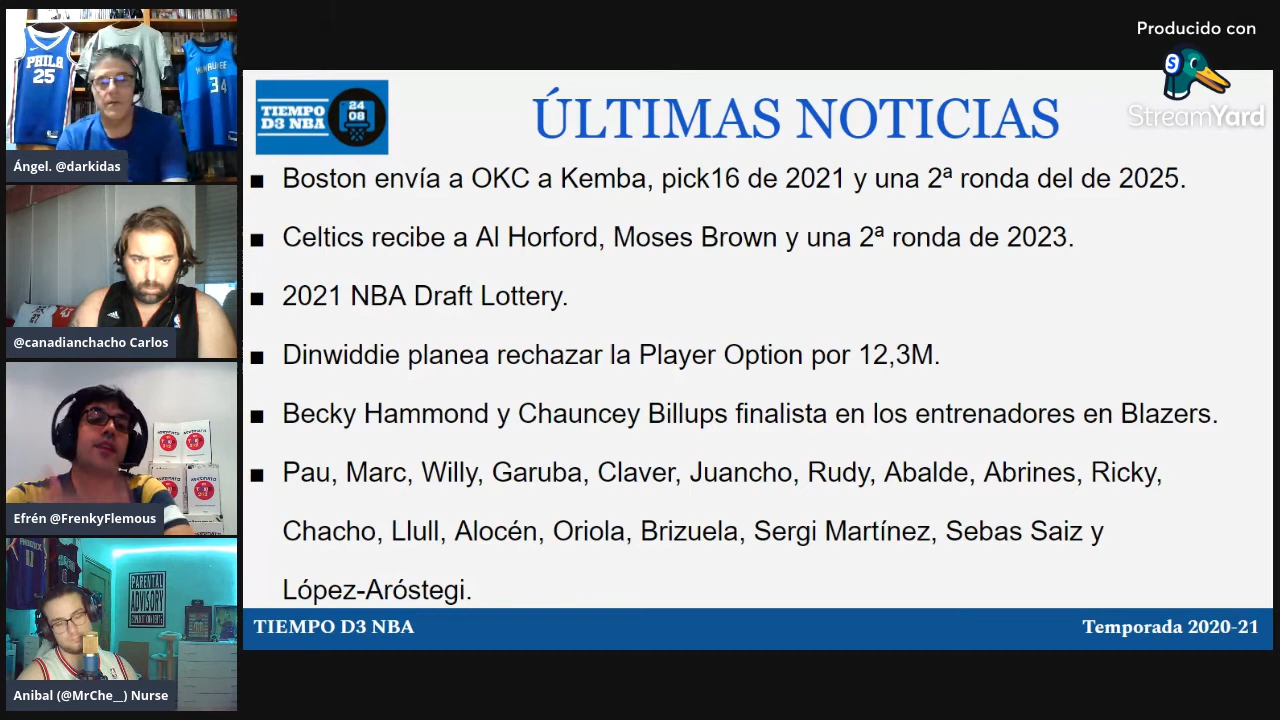 Producido con
StreamYard
PHILA
25
MILWAUKEE
34
Ángel. @darkidas
@canadianchacho Carlos
Efrén @FrenkyFlemous
PARENTAL
ADVISORY
EXPLICIT CONTENT
Anibal (@MrChe__) Nurse
TIEMPO
D3 NBA
24
08
ÚLTIMAS NOTICIAS
■ Boston envía a OKC a Kemba, pick16 de 2021 y una 2ª ronda del de 2025.
■ Celtics recibe a Al Horford, Moses Brown y una 2ª ronda de 2023.
■ 2021 NBA Draft Lottery.
■ Dinwiddie planea rechazar la Player Option por 12,3M.
■ Becky Hammond y Chauncey Billups finalista en los entrenadores en Blazers.
■ Pau, Marc, Willy, Garuba, Claver, Juancho, Rudy, Abalde, Abrines, Ricky,
Chacho, Llull, Alocén, Oriola, Brizuela, Sergi Martínez, Sebas Saiz y
López-Aróstegi.
TIEMPO D3 NBA
Temporada 2020-21